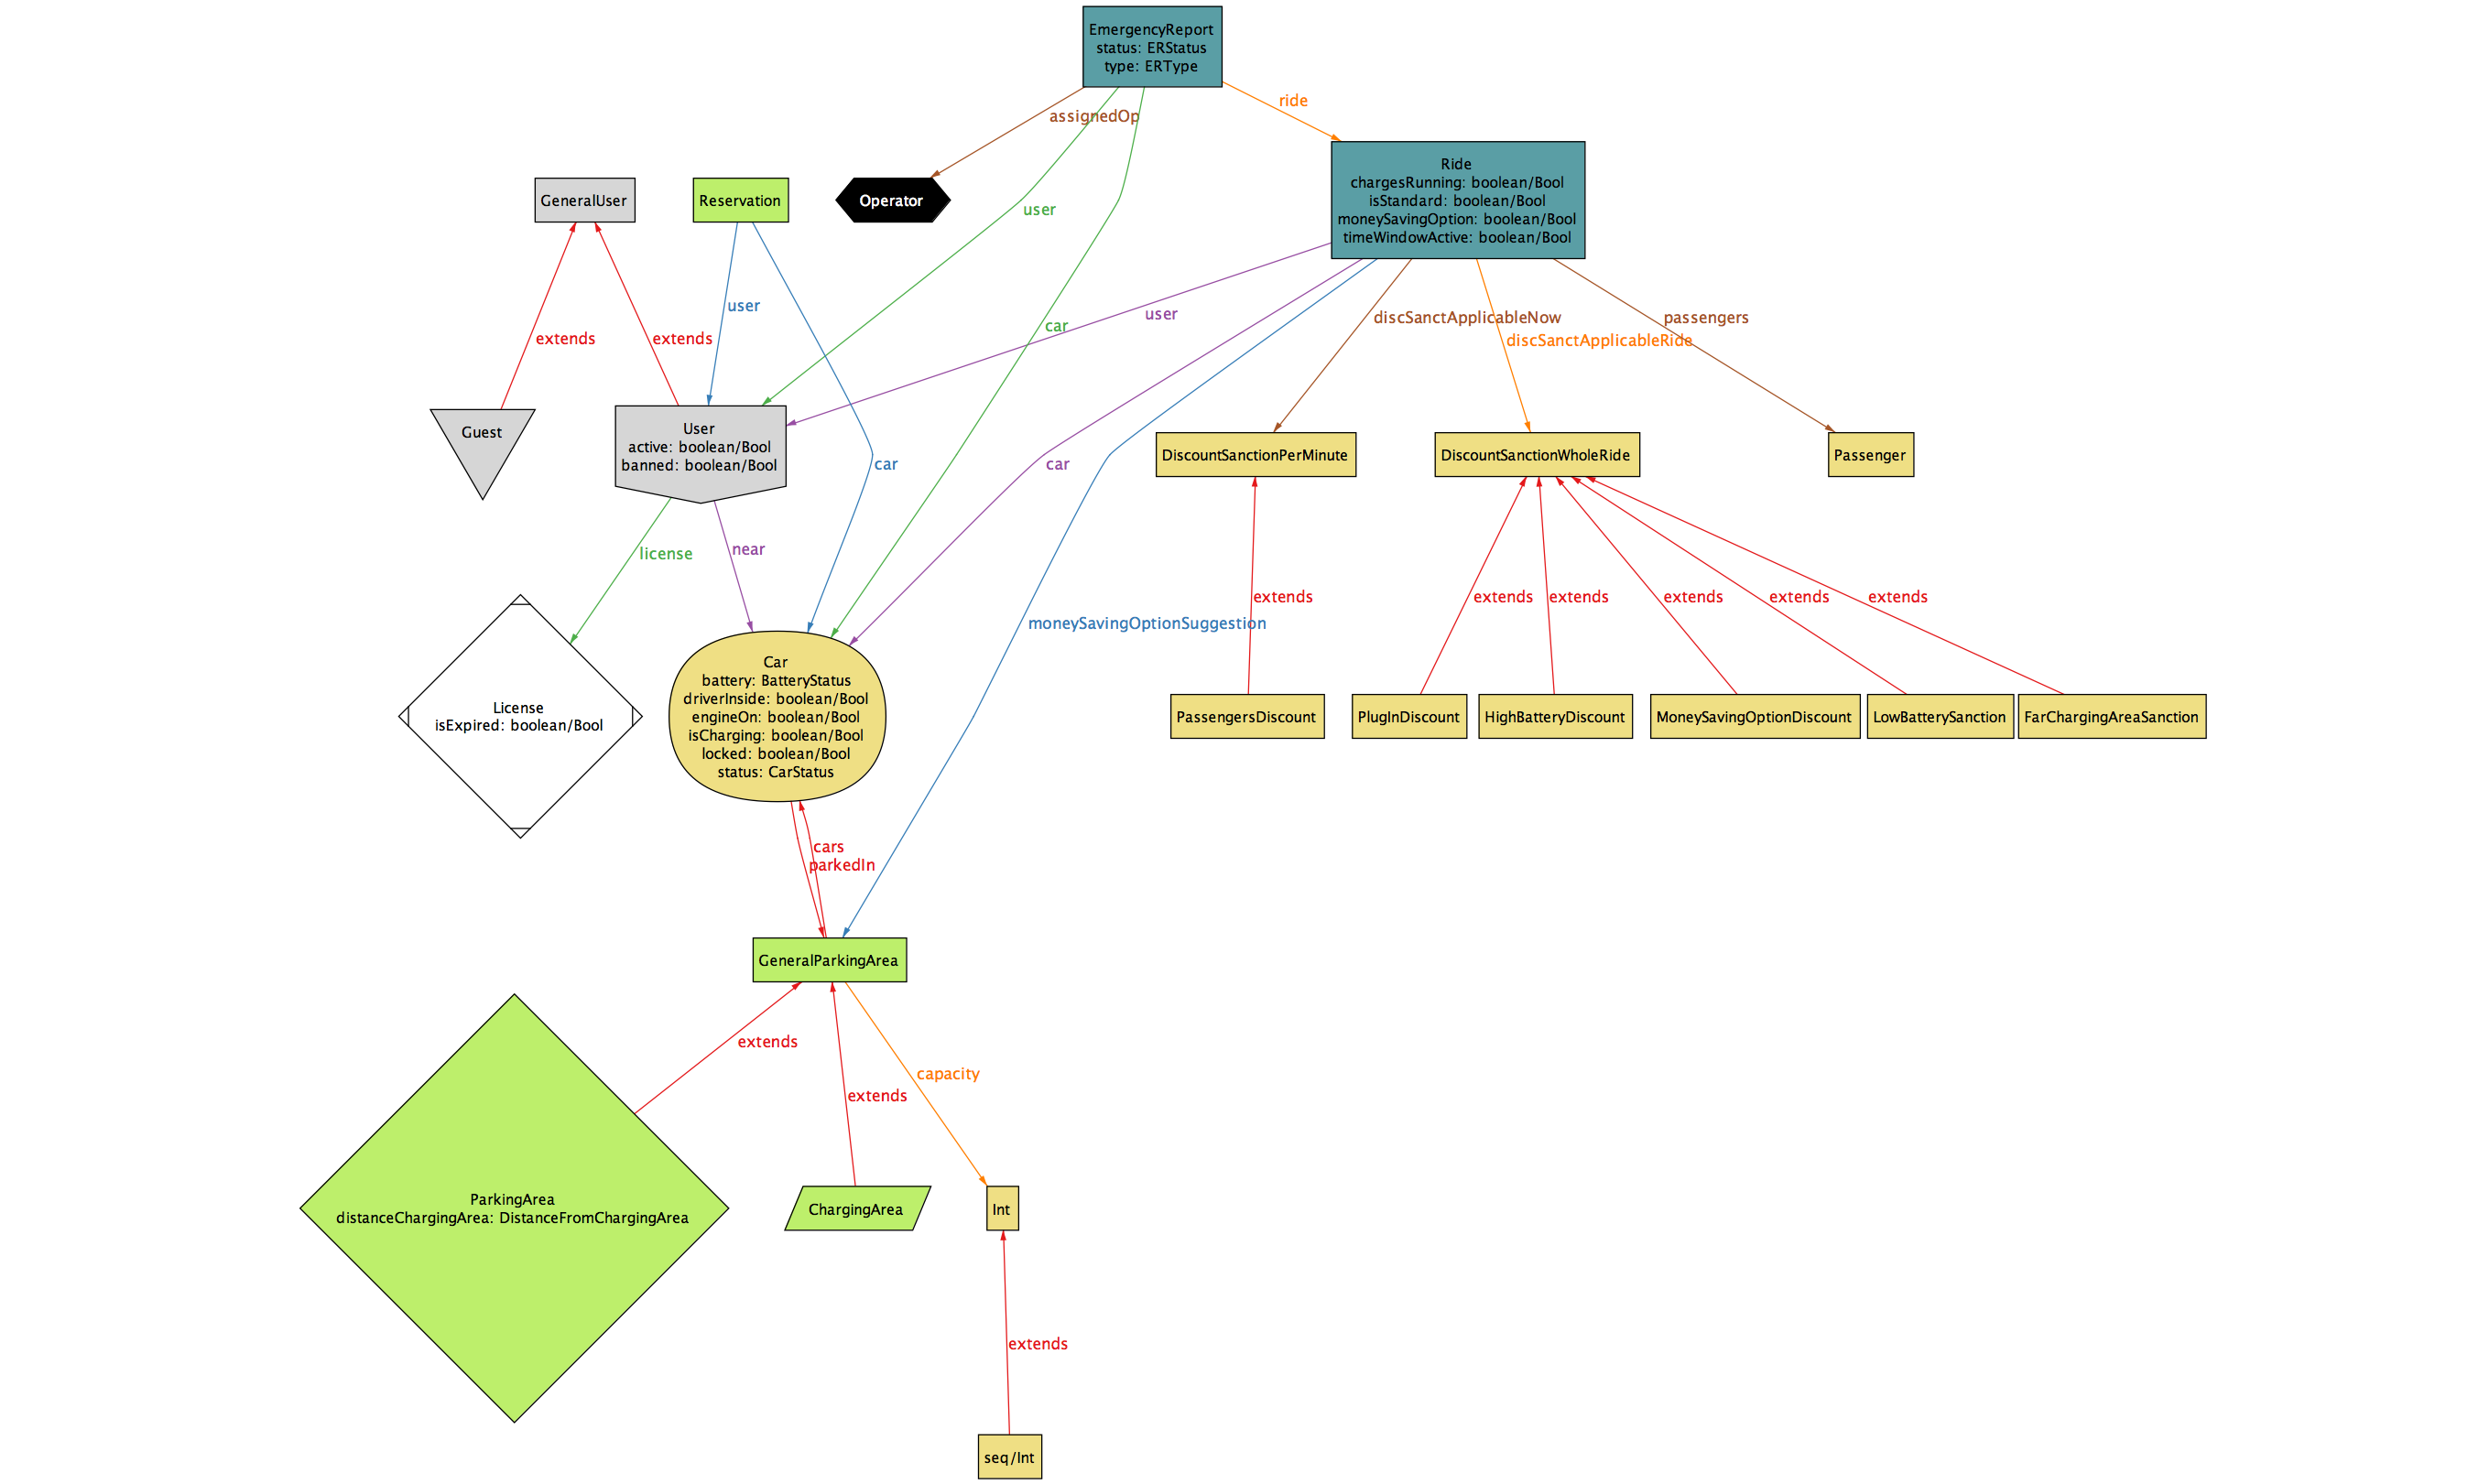 EmergencyReport
status: ERStatus
type: ERType
ride
assignedOp
Ride
chargesRunning: boolean/Bool
isStandard: boolean/Bool
moneySavingOption: boolean/Bool
timeWindowActive: boolean/Bool
GeneralUser
Reservation
Operator
user
user
user
discSanctApplicableNow
passengers
car
extends
extends
discSanctApplicableRide
User
active: boolean/Bool
banned: boolean/Bool
Guest
car
car
DiscountSanctionPerMinute
DiscountSanctionWholeRide
Passenger
license
near
extends
extends
extends
extends
extends
extends
moneySavingOptionSuggestion
License
isExpired: boolean/Bool
Car
battery: BatteryStatus
driverInside: boolean/Bool
engineOn: boolean/Bool
isCharging: boolean/Bool
locked: boolean/Bool
status: CarStatus
PassengersDiscount
PlugInDiscount
HighBatteryDiscount
MoneySavingOptionDiscount
LowBatterySanction
FarChargingAreaSanction
cars
parkedIn
GeneralParkingArea
extends
capacity
extends
ParkingArea
distanceChargingArea: DistanceFromChargingArea
ChargingArea
Int
extends
seq/Int